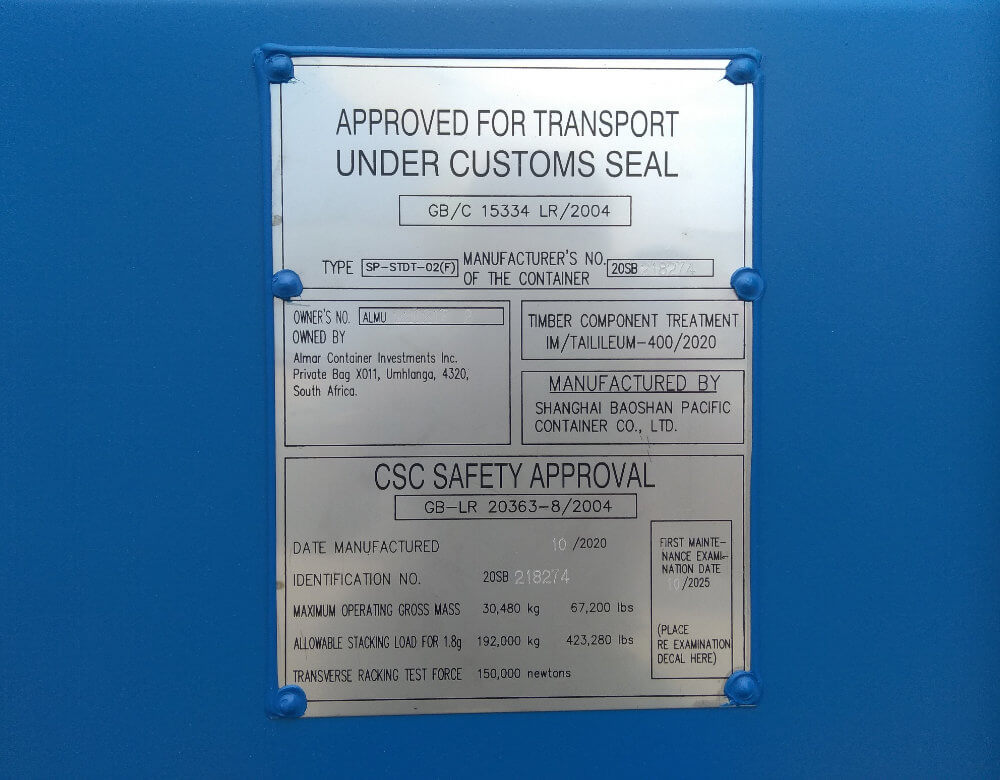 APPROVED FOR TRANSPORT
UNDER CUSTOMS SEAL
GB/C 15334 LR/2004
TYPE SP-STDT-02(F) MANUFACTURER'S NO. OF THE CONTAINER 20SB 218274
OWNER'S NO. ALMU
OWNED BY
Almar Container Investments Inc.
Private Bag X011, Umhlanga, 4320,
South Africa.
TIMBER COMPONENT TREATMENT
IM/TAILILEUM-400/2020
MANUFACTURED BY
SHANGHAI BAOSHAN PACIFIC
CONTAINER CO., LTD.
CSC SAFETY APPROVAL
GB-LR 20363-8/2004
DATE MANUFACTURED 10 /2020
IDENTIFICATION NO. 20SB 218274
MAXIMUM OPERATING GROSS MASS 30,480 kg 67,200 lbs
ALLOWABLE STACKING LOAD FOR 1.8g 192,000 kg 423,280 lbs
TRANSVERSE RACKING TEST FORCE 150,000 newtons
FIRST MAINTE-
NANCE EXAMI-
NATION DATE
10/2025
(PLACE
RE EXAMINATION
DECAL HERE)